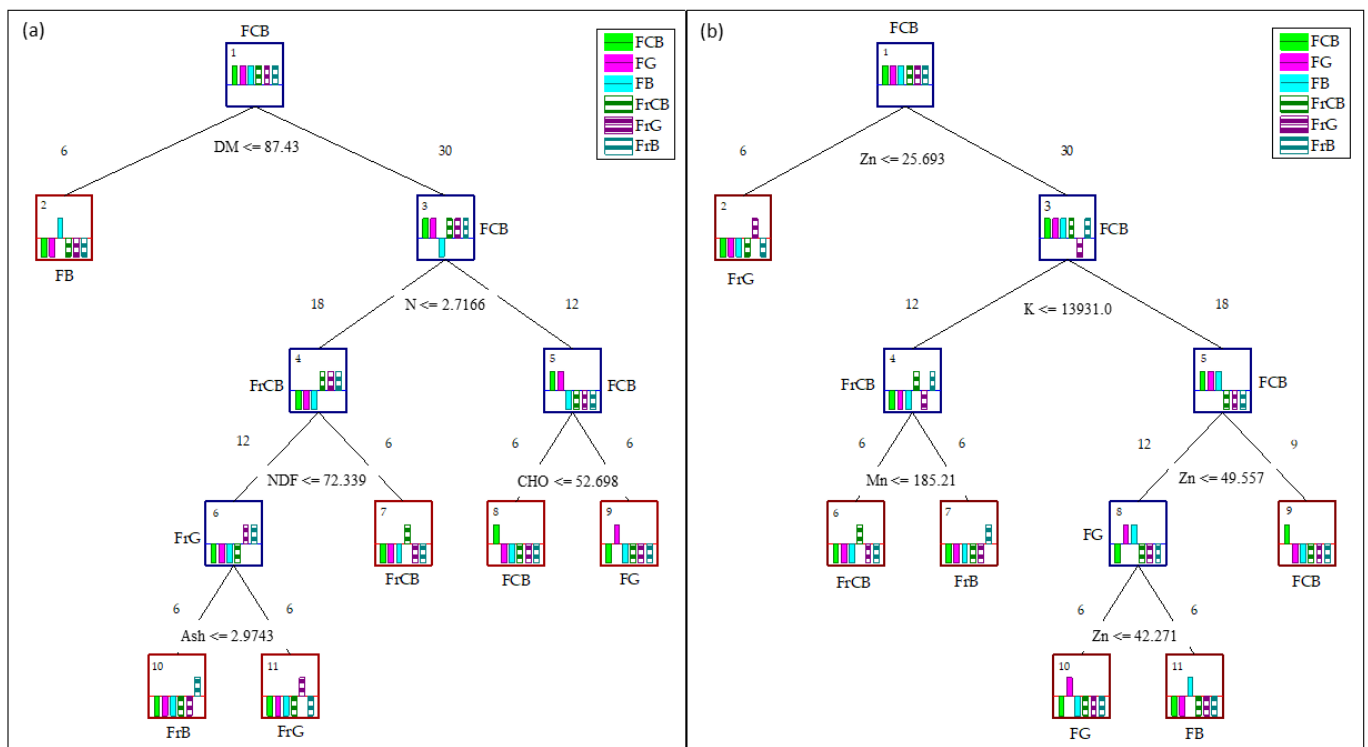 (a)
FCB
1
FCB
FG
FB
FrCB
FrG
FrB
DM <= 87.43
6
30
2
FB
3
FCB
N <= 2.7166
18
12
4
FrCB
5
FCB
12
NDF <= 72.339
6
6
CHO <= 52.698
6
6
FrG
7
FrCB
8
FCB
9
FG
6
Ash <= 2.9743
6
10
FrB
11
FrG
(b)
FCB
1
FCB
FG
FB
FrCB
FrG
FrB
6
Zn <= 25.693
30
2
FrG
3
FCB
12
K <= 13931.0
18
4
FrCB
5
FCB
6
Mn <= 185.21
6
12
Zn <= 49.557
9
6
FrCB
7
FrB
8
FG
9
FCB
6
Zn <= 42.271
6
10
FG
11
FB